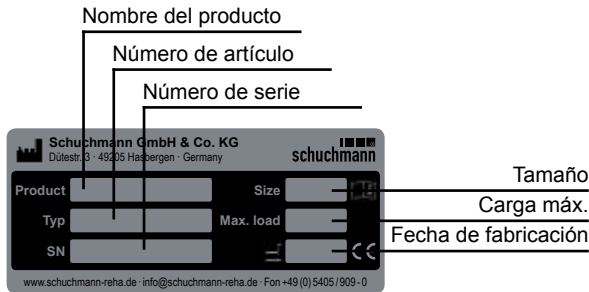 Nombre del producto
Número de artículo
Número de serie
Schuchmann GmbH & Co. KG
Dütestr. 3 · 49205 Hasbergen · Germany
schuchmann
Product
Size
Tamaño
Typ
Max. load
Carga máx.
SN
Fecha de fabricación
www.schuchmann-reha.de · info@schuchmann-reha.de · Fon +49 (0) 5405 / 909 - 0